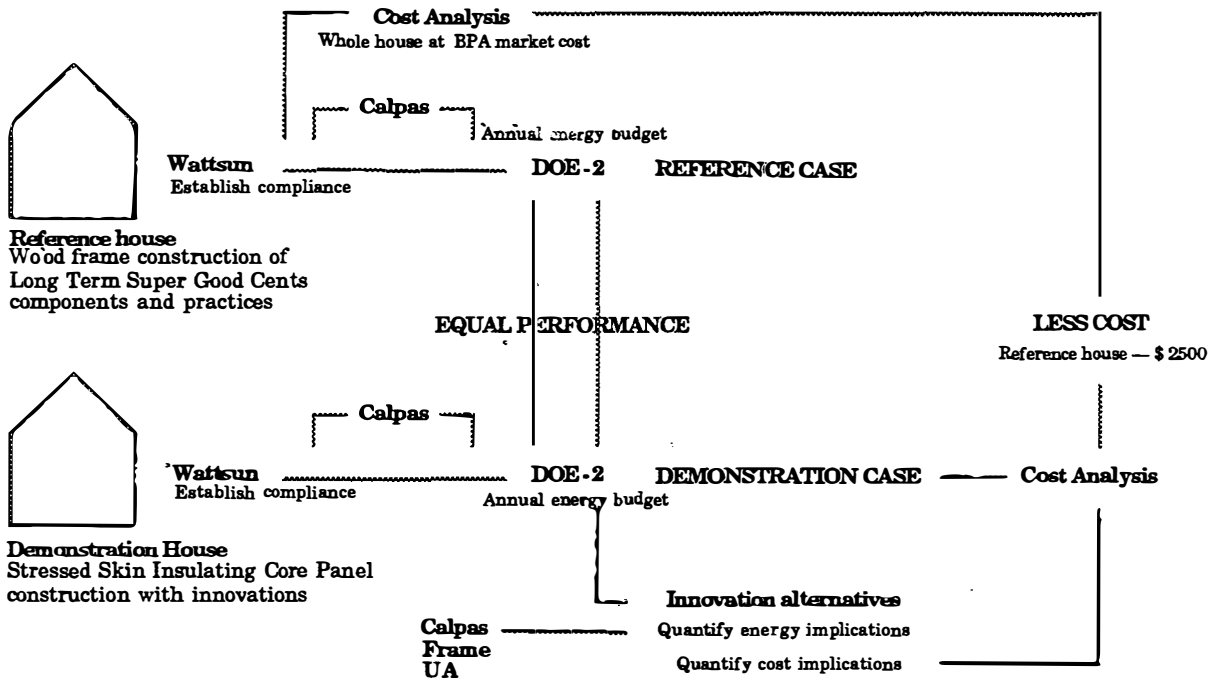 Cost Analysis
Whole house at BPA market cost
Calpas
Annual energy budget
Wattsun
DOE-2
REFERENCE CASE
Establish compliance
Reference house
Wood frame construction of
Long Term Super Good Cents
components and practices
EQUAL PERFORMANCE
LESS COST
Reference house — $ 2500
Calpas
Wattsun
DOE-2
DEMONSTRATION CASE
Cost Analysis
Establish compliance
Annual energy budget
Demonstration House
Stressed Skin Insulating Core Panel
construction with innovations
Innovation alternatives
Calpas
Quantify energy implications
Frame
Quantify cost implications
UA